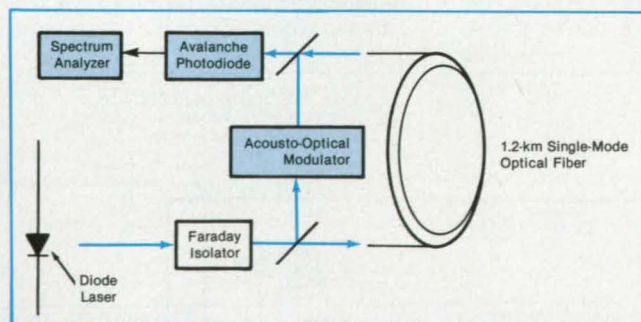 Spectrum
Analyzer
Avalanche
Photodiode
Acousto-Optical
Modulator
1.2-km Single-Mode
Optical Fiber
Faraday
Isolator
Diode
Laser